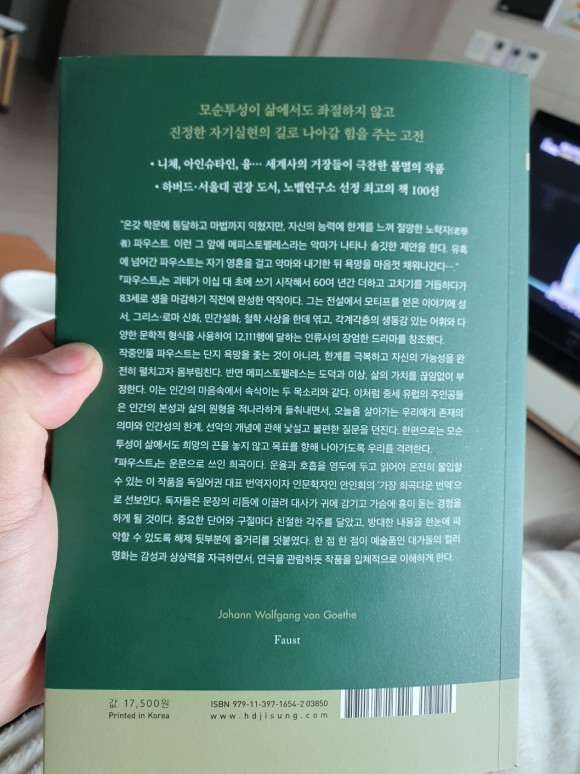 모순투성이 삶에서도 좌절하지 않고
진정한 자기실현의 길로 나아갈 힘을 주는 고전
• 니체, 아인슈타인, 융… 세계사의 거장들이 극찬한 불멸의 작품
• 하버드·서울대 권장 도서, 노벨연구소 선정 최고의 책 100선
"온갖 학문에 통달하고 마법까지 익혔지만, 자신의 능력에 한계를 느껴 절망한 노학자(老學
者) 파우스트. 이런 그 앞에 메피스토펠레스라는 악마가 나타나 솔깃한 제안을 한다. 유혹
에 넘어간 파우스트는 자기 영혼을 걸고 악마와 내기한 뒤 욕망을 마음껏 채워나간다…"
『파우스트』는 괴테가 이십 대 초에 쓰기 시작해서 60여 년간 더하고 고치기를 거듭하다가
83세로 생을 마감하기 직전에 완성한 역작이다. 그는 전설에서 모티프를 얻은 이야기에 성
서, 그리스·로마 신화, 민간설화, 철학 사상을 한데 엮고, 각계각층의 생동감 있는 어휘와 다
양한 문학적 형식을 사용하여 12,111행에 달하는 인류사의 장엄한 드라마를 창조했다.
작중인물 파우스트는 단지 욕망을 좇는 것이 아니라, 한계를 극복하고 자신의 가능성을 완
전히 펼치고자 몸부림친다. 반면 메피스토펠레스는 도덕과 이상, 삶의 가치를 끊임없이 부
정한다. 이는 인간의 마음속에서 속삭이는 두 목소리와 같다. 이처럼 중세 유럽의 주인공들
은 인간의 본성과 삶의 원형을 적나라하게 들춰내면서, 오늘을 살아가는 우리에게 존재의
의미와 인간성의 한계, 선악의 개념에 관해 낯설고 불편한 질문을 던진다. 한편으로는 모순
투성이 삶에서도 희망의 끈을 놓지 않고 목표를 향해 나아가도록 우리를 격려한다.
『파우스트』는 운문으로 쓰인 희곡이다. 운율과 호흡을 염두에 두고 읽어야 온전히 몰입할
수 있는 이 작품을 독일어권 대표 번역자이자 인문학자인 안인희의 '가장 희곡다운 번역'으
로 선보인다. 독자들은 문장의 리듬에 이끌려 대사가 귀에 감기고 가슴에 흥이 돋는 경험을
하게 될 것이다. 중요한 단어와 구절마다 친절한 각주를 달았고, 방대한 내용을 한눈에 파
악할 수 있도록 해제 뒷부분에 줄거리를 덧붙였다. 한 점 한 점이 예술품인 대가들의 컬러
명화는 감성과 상상력을 자극하면서, 연극을 관람하듯 작품을 입체적으로 이해하게 한다.
Johann Wolfgang von Goethe
Faust
값 17,500원
Printed in Korea
ISBN 979-11-397-1654-2 03850
www.hdjisung.com